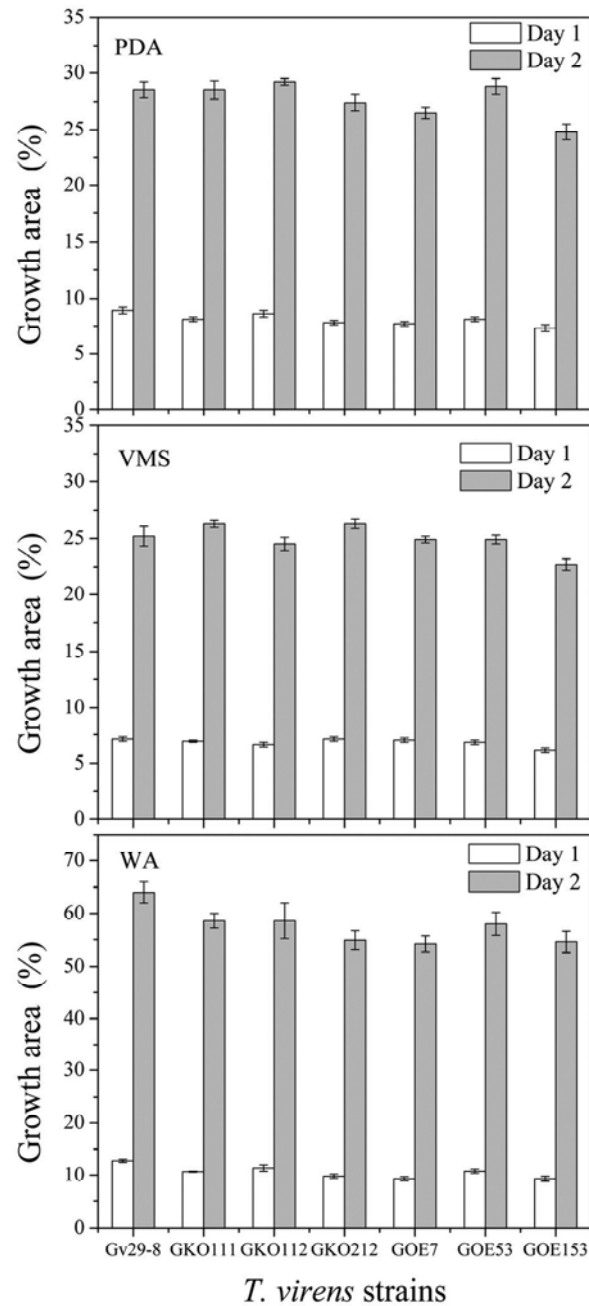 PDA
Day 1
Day 2
35
30
25
20
15
10
5
0
Growth area (%)
VMS
Day 1
Day 2
35
30
25
20
15
10
5
0
Growth area (%)
WA
Day 1
Day 2
70
60
50
40
30
20
10
0
Growth area (%)
Gv29-8 GKO111 GKO112 GKO212 GOE7 GOE53 GOE153
T. virens strains